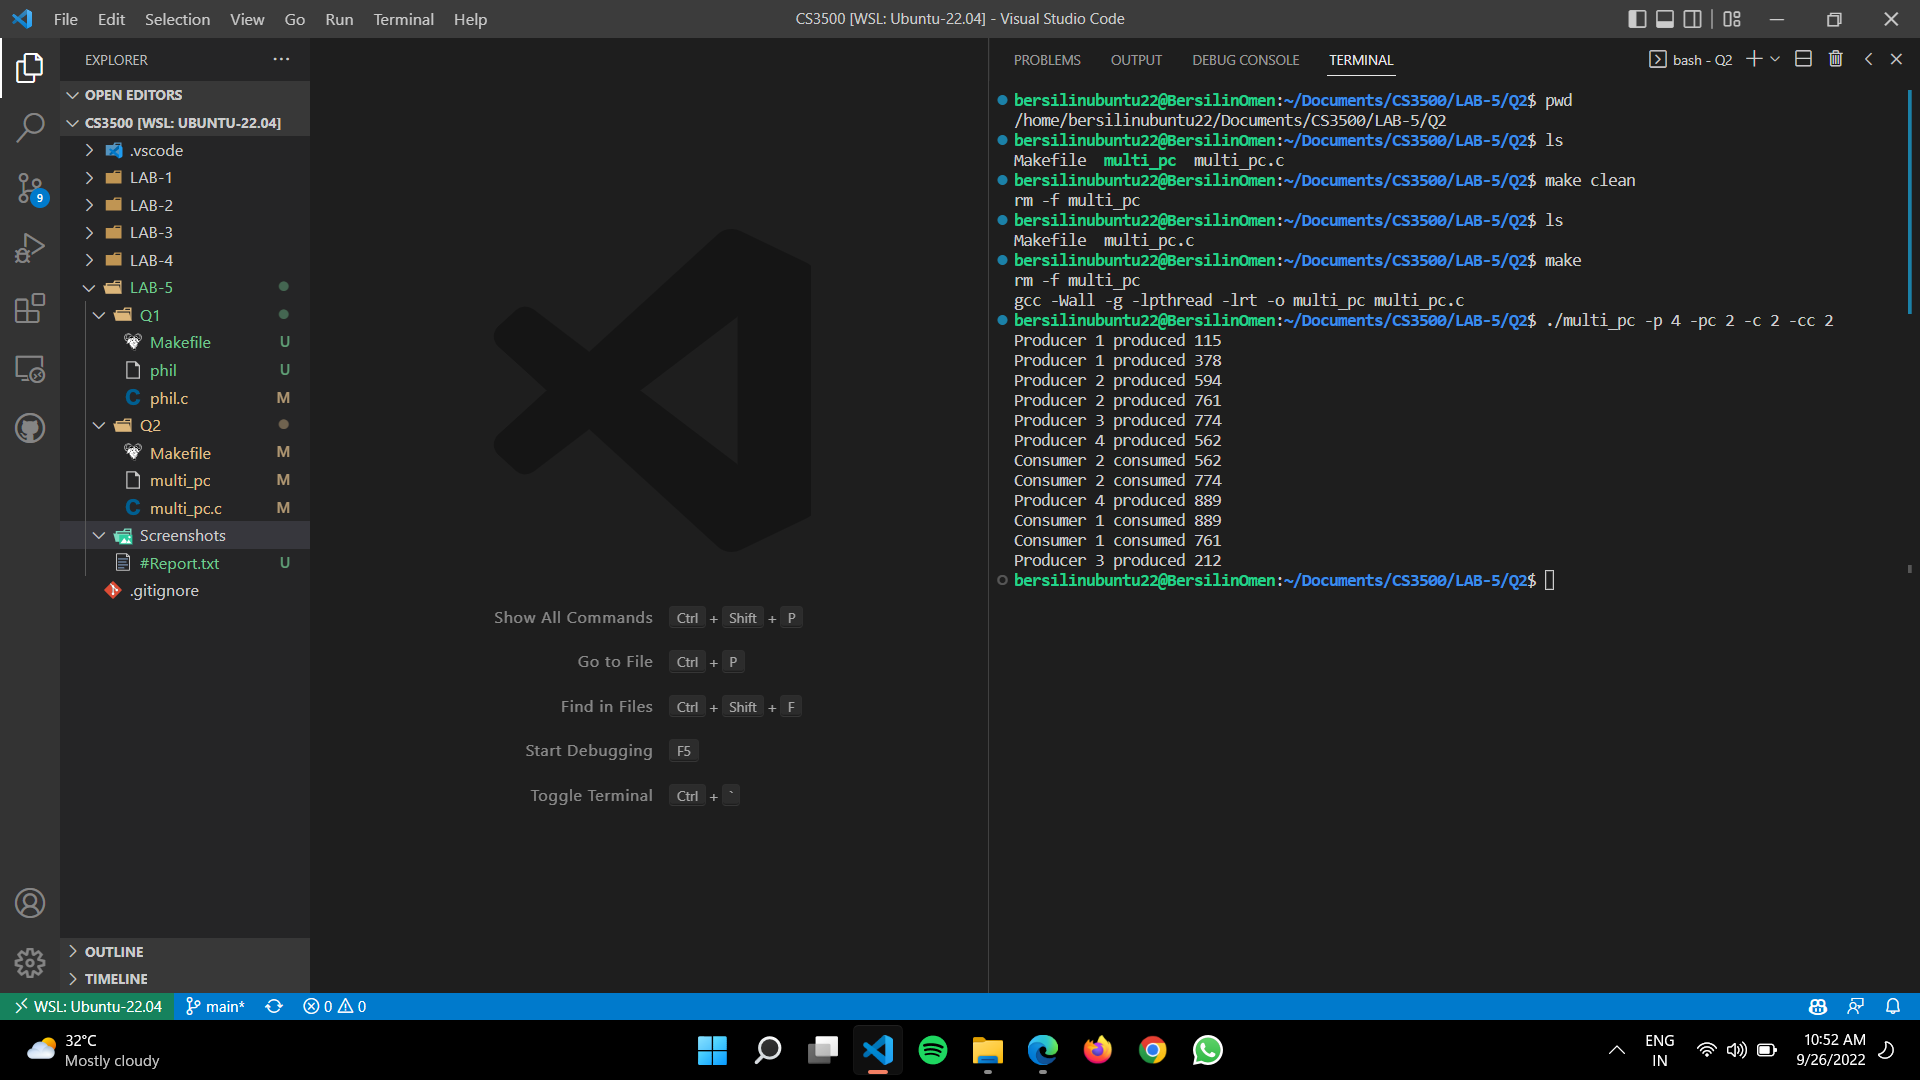 File Edit Selection View Go Run Terminal Help
CS3500 [WSL: Ubuntu-22.04] - Visual Studio Code
EXPLORER
OPEN EDITORS
CS3500 [WSL: UBUNTU-22.04]
.vscode
LAB-1
LAB-2
LAB-3
LAB-4
LAB-5
Q1
Makefile U
phil U
C phil.c M
Q2
Makefile M
multi_pc M
C multi_pc.c M
Screenshots
#Report.txt U
.gitignore
9
OUTLINE
TIMELINE
Show All Commands Ctrl + Shift + P
Go to File Ctrl + P
Find in Files Ctrl + Shift + F
Start Debugging F5
Toggle Terminal Ctrl + `
PROBLEMS OUTPUT DEBUG CONSOLE TERMINAL
bash - Q2
bersilinubuntu22@BersilinOmen:~/Documents/CS3500/LAB-5/Q2$ pwd
/home/bersilinubuntu22/Documents/CS3500/LAB-5/Q2
bersilinubuntu22@BersilinOmen:~/Documents/CS3500/LAB-5/Q2$ ls
Makefile multi_pc multi_pc.c
bersilinubuntu22@BersilinOmen:~/Documents/CS3500/LAB-5/Q2$ make clean
rm -f multi_pc
bersilinubuntu22@BersilinOmen:~/Documents/CS3500/LAB-5/Q2$ ls
Makefile multi_pc.c
bersilinubuntu22@BersilinOmen:~/Documents/CS3500/LAB-5/Q2$ make
rm -f multi_pc
gcc -Wall -g -lpthread -lrt -o multi_pc multi_pc.c
bersilinubuntu22@BersilinOmen:~/Documents/CS3500/LAB-5/Q2$ ./multi_pc -p 4 -pc 2 -c 2 -cc 2
Producer 1 produced 115
Producer 1 produced 378
Producer 2 produced 594
Producer 2 produced 761
Producer 3 produced 774
Producer 4 produced 562
Consumer 2 consumed 562
Consumer 2 consumed 774
Producer 4 produced 889
Consumer 1 consumed 889
Consumer 1 consumed 761
Producer 3 produced 212
bersilinubuntu22@BersilinOmen:~/Documents/CS3500/LAB-5/Q2$
WSL: Ubuntu-22.04 main* 0 0
32°C
Mostly cloudy
ENG
IN
10:52 AM
9/26/2022